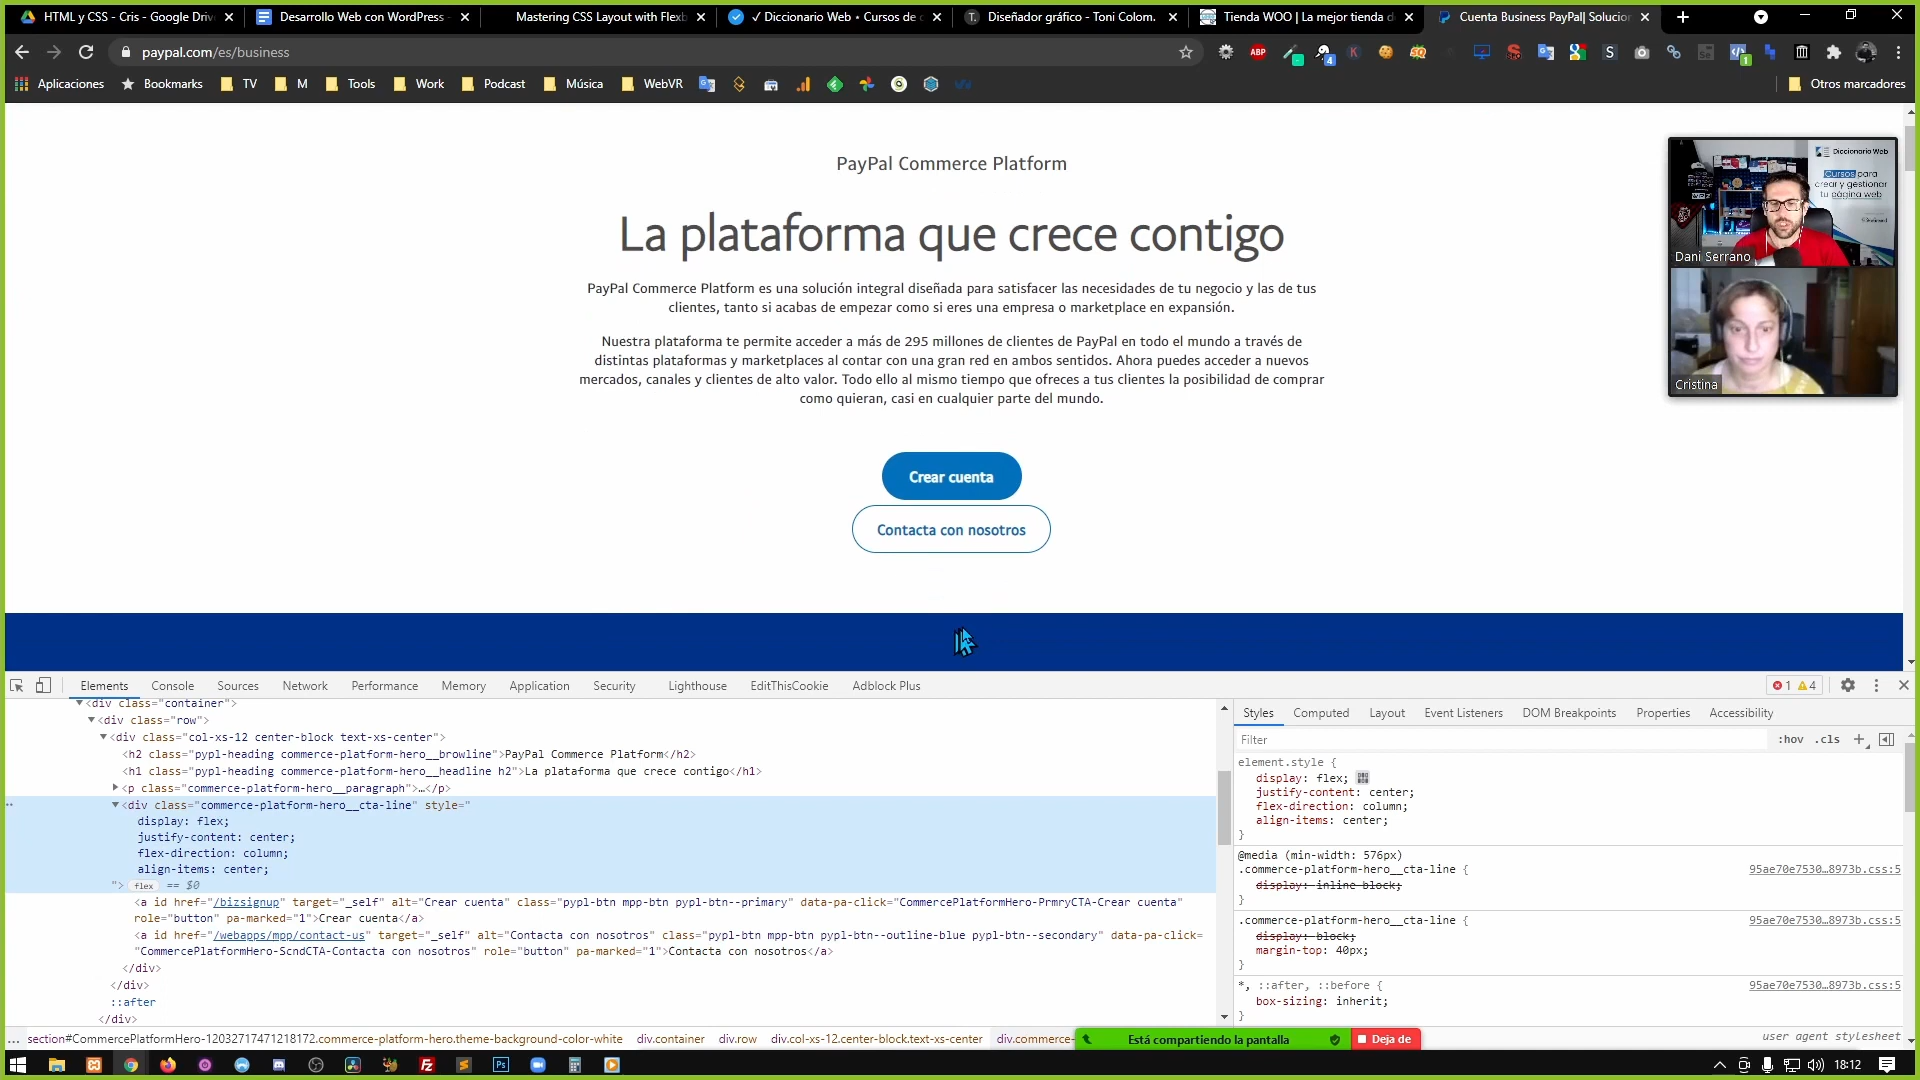 HTML y CSS - Cris - Google Driv
Desarrollo Web con WordPress -
Mastering CSS Layout with Flexb
✓ Diccionario Web • Cursos de c
Diseñador gráfico - Toni Colom.
Tienda WOO | La mejor tienda d
Cuenta Business PayPal| Solucion
paypal.com/es/business
Aplicaciones
Bookmarks
TV
M
Tools
Work
Podcast
Música
WebVR
Otros marcadores
PayPal Commerce Platform
La plataforma que crece contigo
PayPal Commerce Platform es una solución integral diseñada para satisfacer las necesidades de tu negocio y las de tus
clientes, tanto si acabas de empezar como si eres una empresa o marketplace en expansión.
Nuestra plataforma te permite acceder a más de 295 millones de clientes de PayPal en todo el mundo a través de
distintas plataformas y marketplaces al contar con una gran red en ambos sentidos. Ahora puedes acceder a nuevos
mercados, canales y clientes de alto valor. Todo ello al mismo tiempo que ofreces a tus clientes la posibilidad de comprar
como quieran, casi en cualquier parte del mundo.
Crear cuenta
Contacta con nosotros
Diccionario Web
Cursos para
crear y gestionar
tu página web
Dani Serrano
Cristina
Elements
Console
Sources
Network
Performance
Memory
Application
Security
Lighthouse
EditThisCookie
Adblock Plus
1
4
<div class="container">
<div class="row">
<div class="col-xs-12 center-block text-xs-center">
<h2 class="pypl-heading commerce-platform-hero__browline">PayPal Commerce Platform</h2>
<h1 class="pypl-heading commerce-platform-hero__headline h2">La plataforma que crece contigo</h1>
<p class="commerce-platform-hero__paragraph">…</p>
<div class="commerce-platform-hero__cta-line" style="
display: flex;
justify-content: center;
flex-direction: column;
align-items: center;
"> flex == $0
<a id href="/bizsignup" target="_self" alt="Crear cuenta" class="pypl-btn mpp-btn pypl-btn--primary" data-pa-click="CommercePlatformHero-PrmryCTA-Crear cuenta"
role="button" pa-marked="1">Crear cuenta</a>
<a id href="/webapps/mpp/contact-us" target="_self" alt="Contacta con nosotros" class="pypl-btn mpp-btn pypl-btn--outline-blue pypl-btn--secondary" data-pa-click=
"CommercePlatformHero-ScndCTA-Contacta con nosotros" role="button" pa-marked="1">Contacta con nosotros</a>
</div>
</div>
::after
</div>
Styles
Computed
Layout
Event Listeners
DOM Breakpoints
Properties
Accessibility
Filter
:hov .cls
element.style {
display: flex;
justify-content: center;
flex-direction: column;
align-items: center;
}
@media (min-width: 576px)
.commerce-platform-hero__cta-line {
95ae70e7530…8973b.css:5
display: inline-block;
}
.commerce-platform-hero__cta-line {
95ae70e7530…8973b.css:5
display: block;
margin-top: 40px;
}
*, ::after, ::before {
95ae70e7530…8973b.css:5
box-sizing: inherit;
}
user agent stylesheet
... section#CommercePlatformHero-12032717471218172.commerce-platform-hero.theme-background-color-white
div.container
div.row
div.col-xs-12.center-block.text-xs-center
div.commerce-
Está compartiendo la pantalla
Deja de
18:12